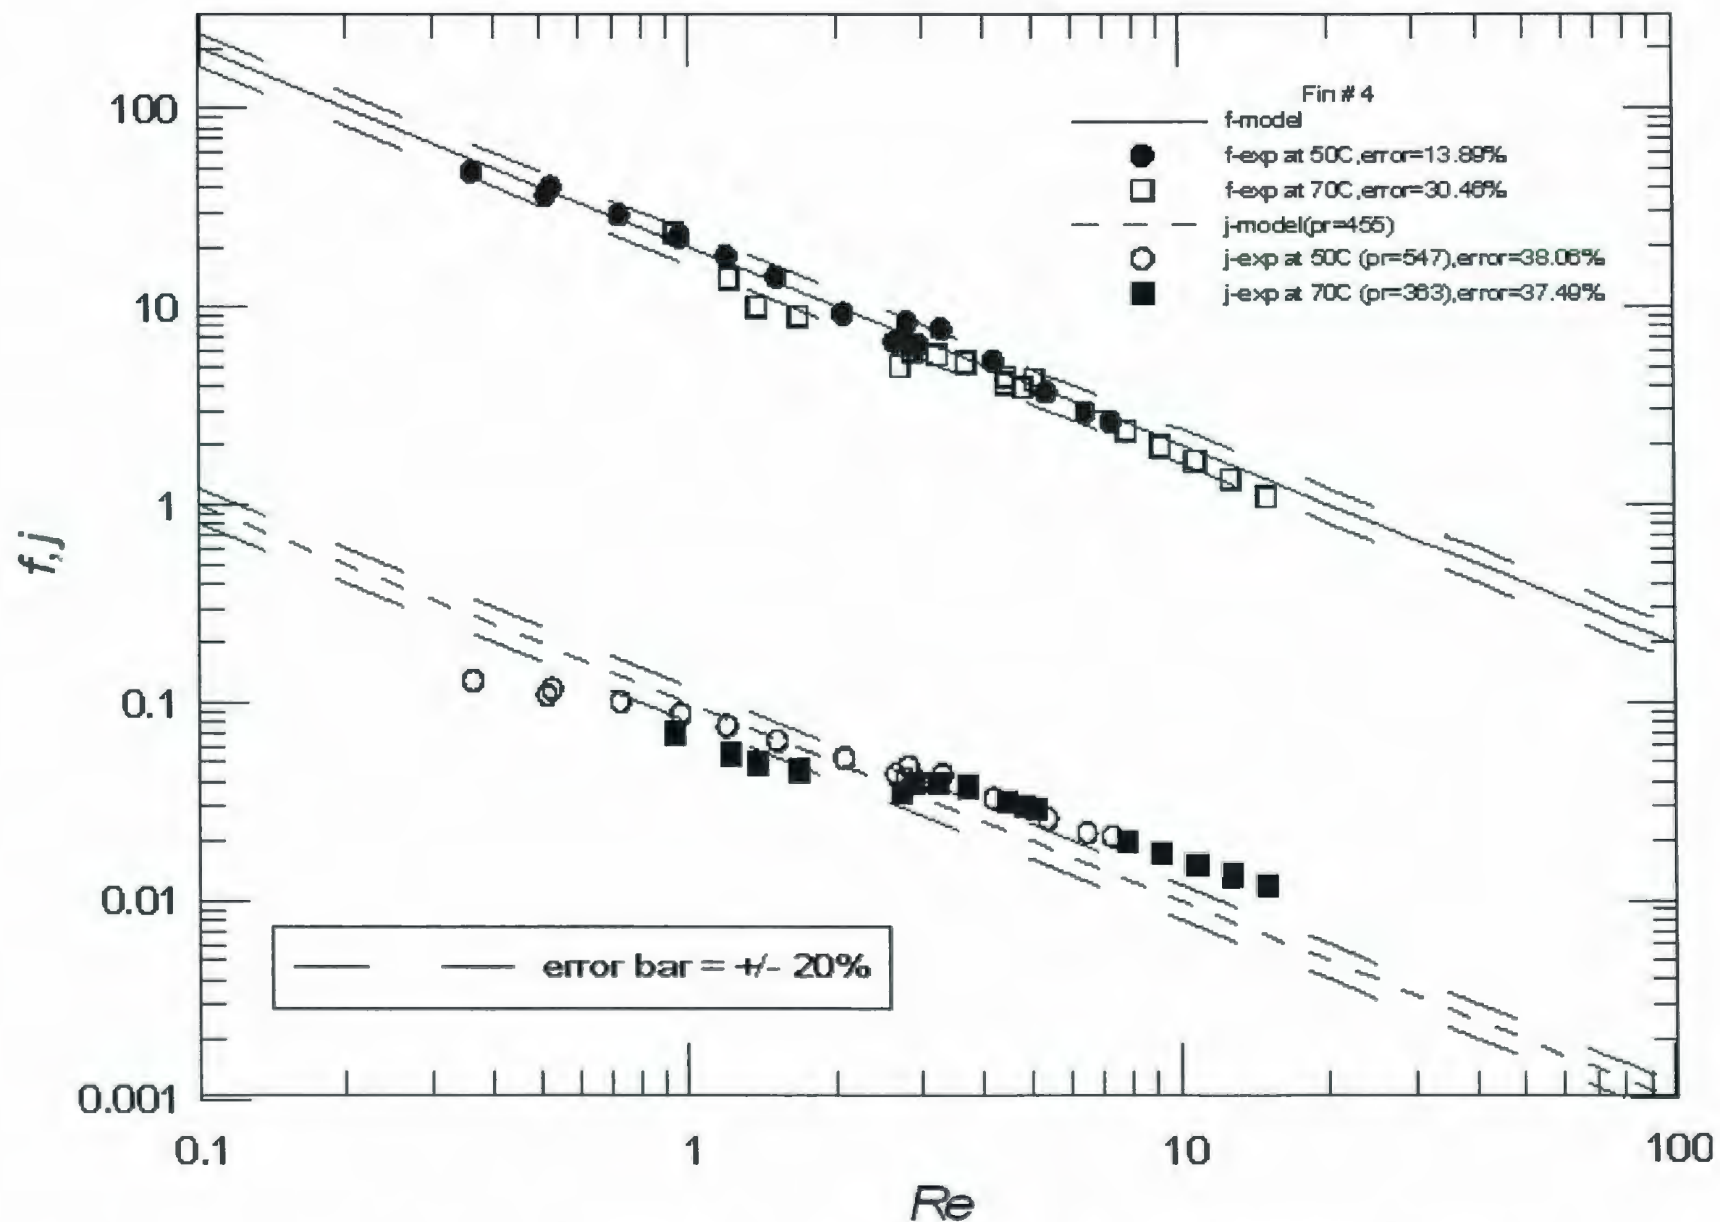 Fin # 4
f-model
f-exp at 50C,error=13.89%
f-exp at 70C,error=30.46%
j-model(pr=455)
j-exp at 50C (pr=547),error=38.06%
j-exp at 70C (pr=363),error=37.49%
100
10
1
0.1
0.01
0.001
f,j
error bar = +/- 20%
0.1
1
10
100
Re